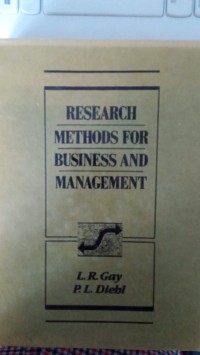 RESEARCH
METHODS FOR
BUSINESS AND
MANAGEMENT
L. R. Gay
P. L. Diehl